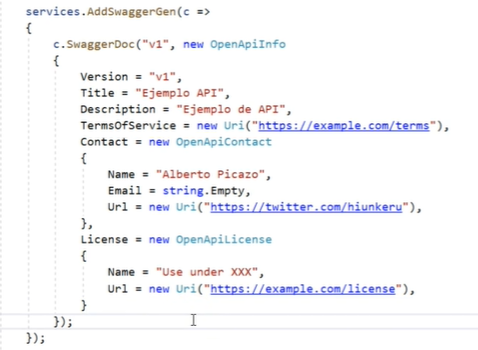 services.AddSwaggerGen(c =>
{
    c.SwaggerDoc("v1", new OpenApiInfo
    {
        Version = "v1",
        Title = "Ejemplo API",
        Description = "Ejemplo de API",
        TermsOfService = new Uri("https://example.com/terms"),
        Contact = new OpenApiContact
        {
            Name = "Alberto Picazo",
            Email = string.Empty,
            Url = new Uri("https://twitter.com/hiunkeru"),
        },
        License = new OpenApiLicense
        {
            Name = "Use under XXX",
            Url = new Uri("https://example.com/license"),
        }
    });
});